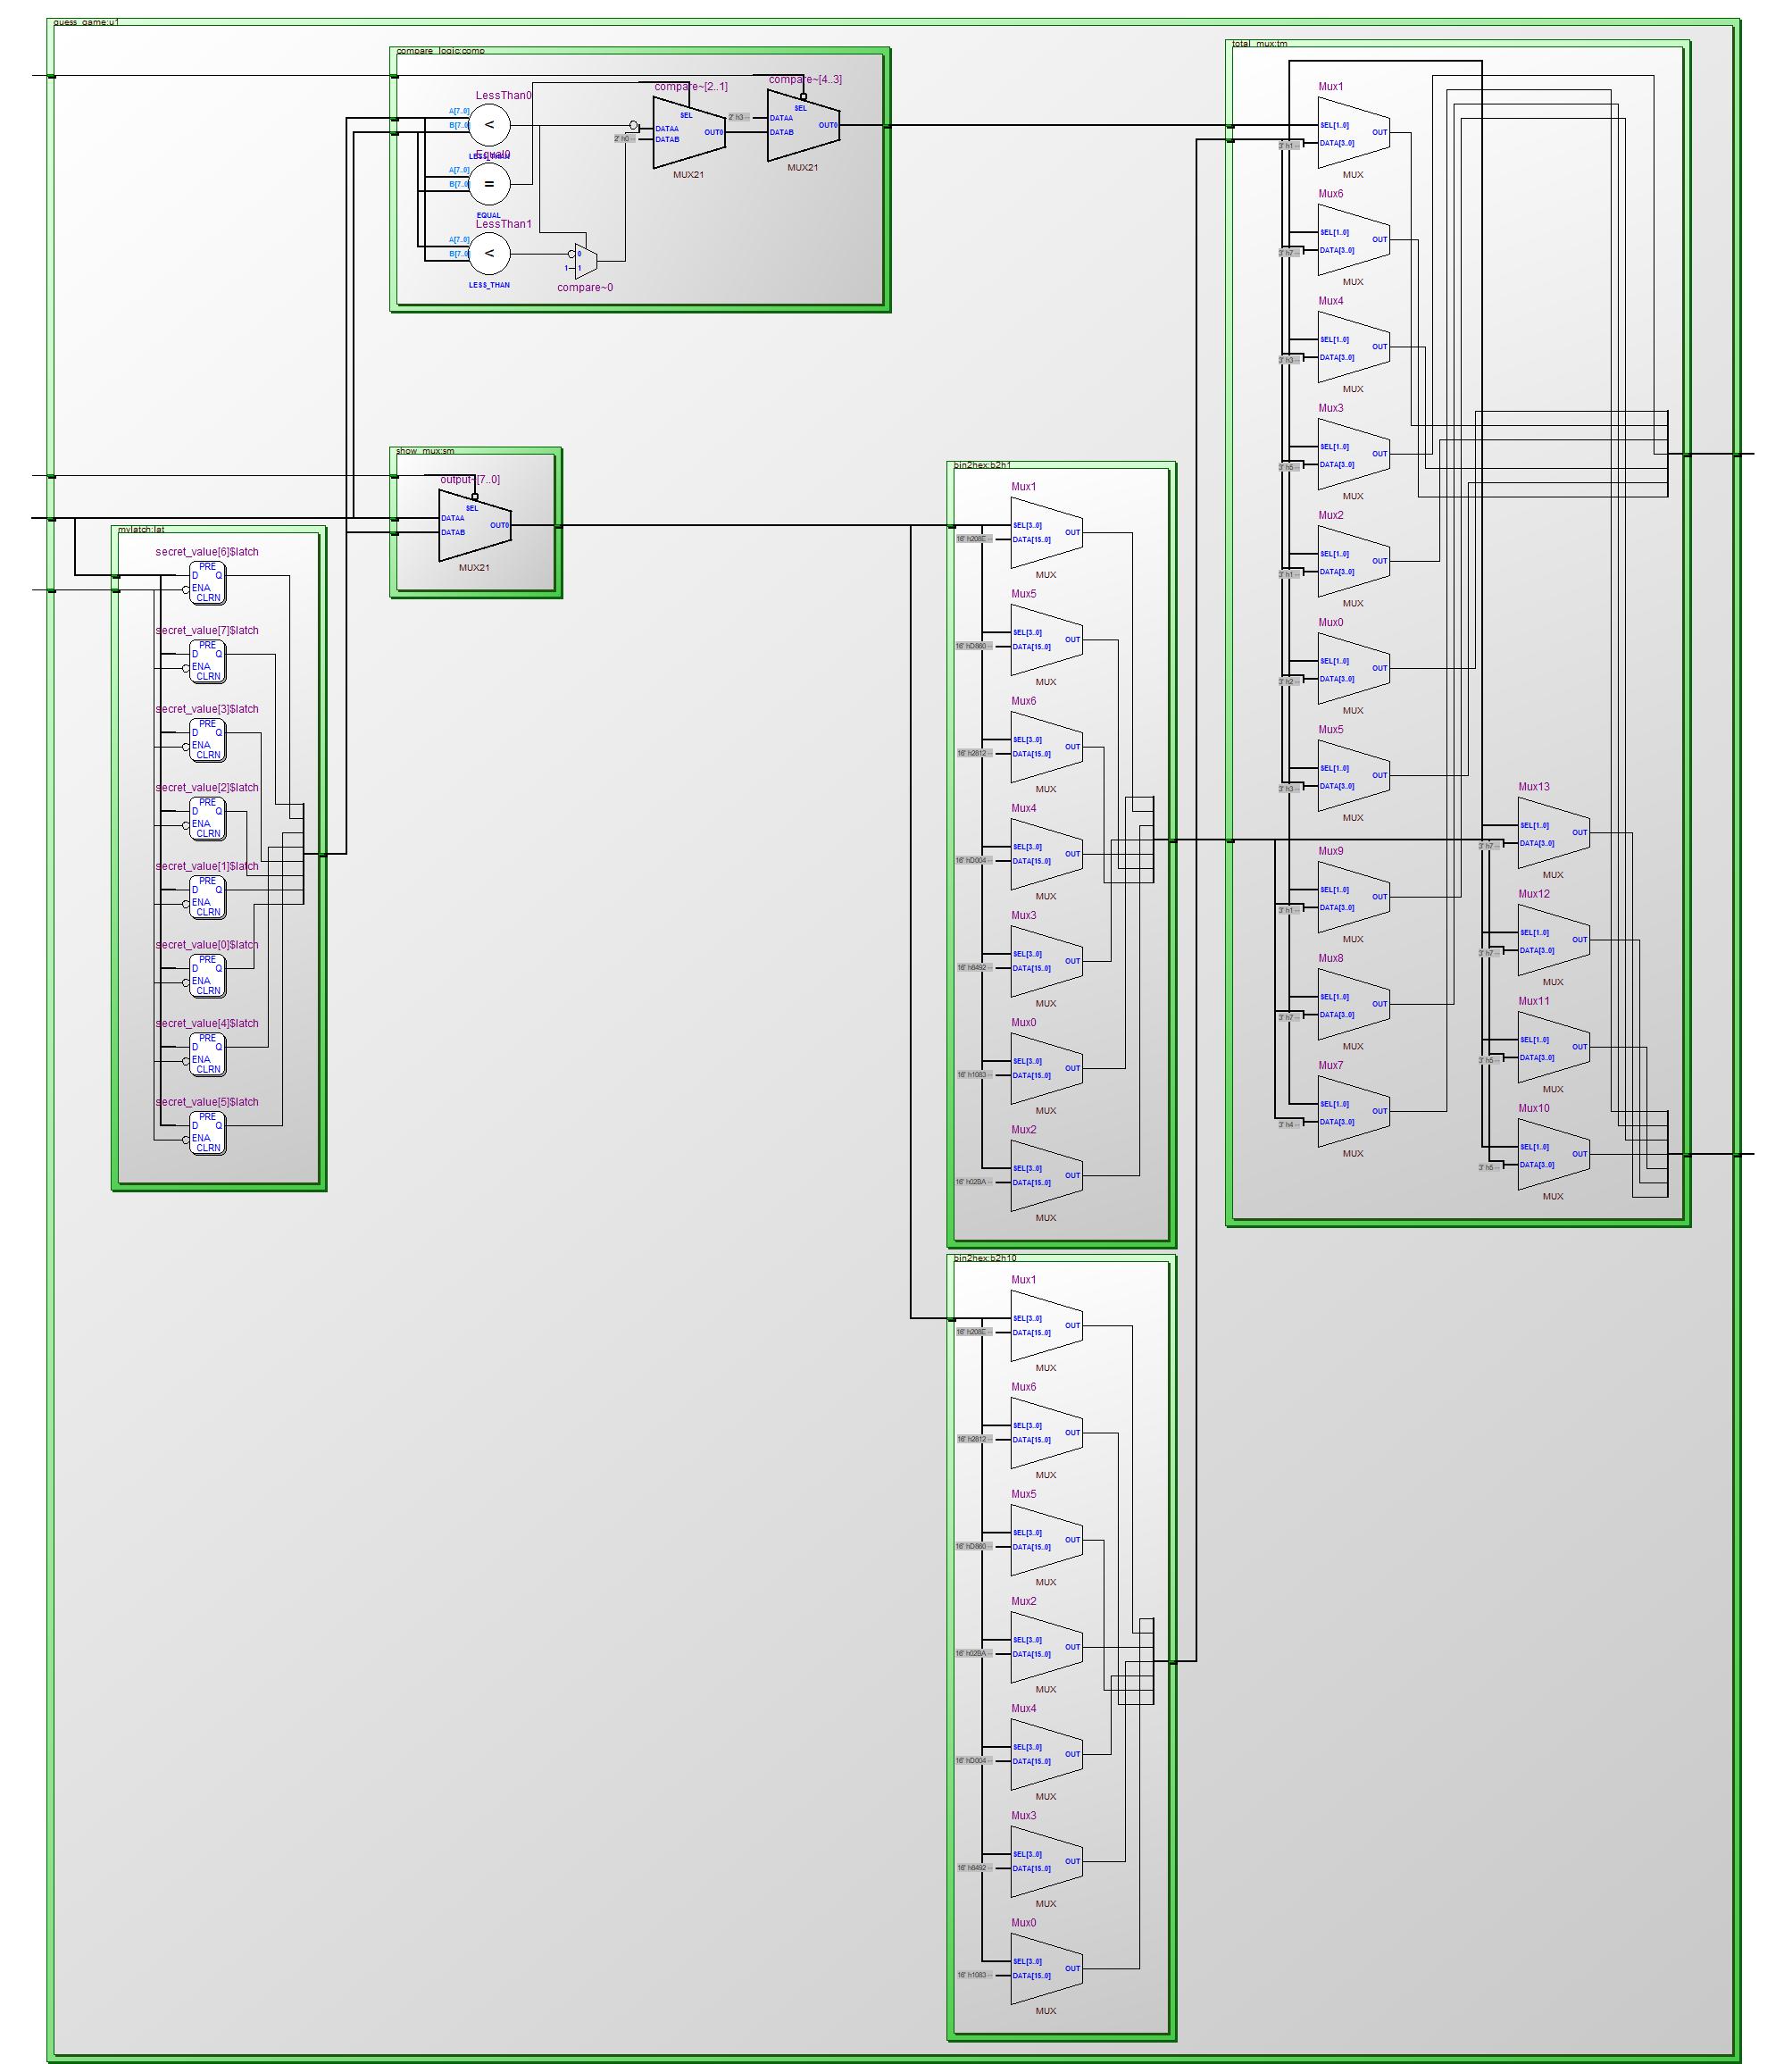 guess_game:u1
compare_logic:comp
LessThan0
A[7..0]
B[7..0]
<
LESS_THAN
Equal0
A[7..0]
B[7..0]
=
EQUAL
LessThan1
A[7..0]
B[7..0]
<
LESS_THAN
0
1
1
compare~0
2' h0--
compare~[2..1]
SEL
DATAA
DATAB
OUT0
MUX21
compare~[4..3]
2' h3--
SEL
DATAA
DATAB
OUT0
MUX21
show_mux:sm
output~[7..0]
SEL
DATAA
DATAB
OUT0
MUX21
mylatch:lat
secret_value[6]$latch
PRE
D Q
ENA
CLRN
secret_value[7]$latch
PRE
D Q
ENA
CLRN
secret_value[3]$latch
PRE
D Q
ENA
CLRN
secret_value[2]$latch
PRE
D Q
ENA
CLRN
secret_value[1]$latch
PRE
D Q
ENA
CLRN
secret_value[0]$latch
PRE
D Q
ENA
CLRN
secret_value[4]$latch
PRE
D Q
ENA
CLRN
secret_value[5]$latch
PRE
D Q
ENA
CLRN
bin2hex:b2h1
Mux1
SEL[3..0]
16' h208E--
DATA[15..0]
OUT
MUX
Mux5
SEL[3..0]
16' hD860--
DATA[15..0]
OUT
MUX
Mux6
SEL[3..0]
16' h2812--
DATA[15..0]
OUT
MUX
Mux4
SEL[3..0]
16' hD004--
DATA[15..0]
OUT
MUX
Mux3
SEL[3..0]
16' h8492--
DATA[15..0]
OUT
MUX
Mux0
SEL[3..0]
16' h1083--
DATA[15..0]
OUT
MUX
Mux2
SEL[3..0]
16' h02BA--
DATA[15..0]
OUT
MUX
bin2hex:b2h10
Mux1
SEL[3..0]
16' h208E--
DATA[15..0]
OUT
MUX
Mux6
SEL[3..0]
16' h2812--
DATA[15..0]
OUT
MUX
Mux5
SEL[3..0]
16' hD860--
DATA[15..0]
OUT
MUX
Mux2
SEL[3..0]
16' h02BA--
DATA[15..0]
OUT
MUX
Mux4
SEL[3..0]
16' hD004--
DATA[15..0]
OUT
MUX
Mux3
SEL[3..0]
16' h8492--
DATA[15..0]
OUT
MUX
Mux0
SEL[3..0]
16' h1083--
DATA[15..0]
OUT
MUX
total_mux:tm
Mux1
SEL[1..0]
3' h1--
DATA[3..0]
OUT
MUX
Mux6
SEL[1..0]
3' h7--
DATA[3..0]
OUT
MUX
Mux4
SEL[1..0]
3' h3--
DATA[3..0]
OUT
MUX
Mux3
SEL[1..0]
3' h5--
DATA[3..0]
OUT
MUX
Mux2
SEL[1..0]
3' h1--
DATA[3..0]
OUT
MUX
Mux0
SEL[1..0]
3' h2--
DATA[3..0]
OUT
MUX
Mux5
SEL[1..0]
3' h3--
DATA[3..0]
OUT
MUX
Mux9
SEL[1..0]
3' h1--
DATA[3..0]
OUT
MUX
Mux8
SEL[1..0]
3' h7--
DATA[3..0]
OUT
MUX
Mux7
SEL[1..0]
3' h4--
DATA[3..0]
OUT
MUX
Mux13
SEL[1..0]
3' h7--
DATA[3..0]
OUT
MUX
Mux12
SEL[1..0]
3' h7--
DATA[3..0]
OUT
MUX
Mux11
SEL[1..0]
3' h5--
DATA[3..0]
OUT
MUX
Mux10
SEL[1..0]
3' h5--
DATA[3..0]
OUT
MUX